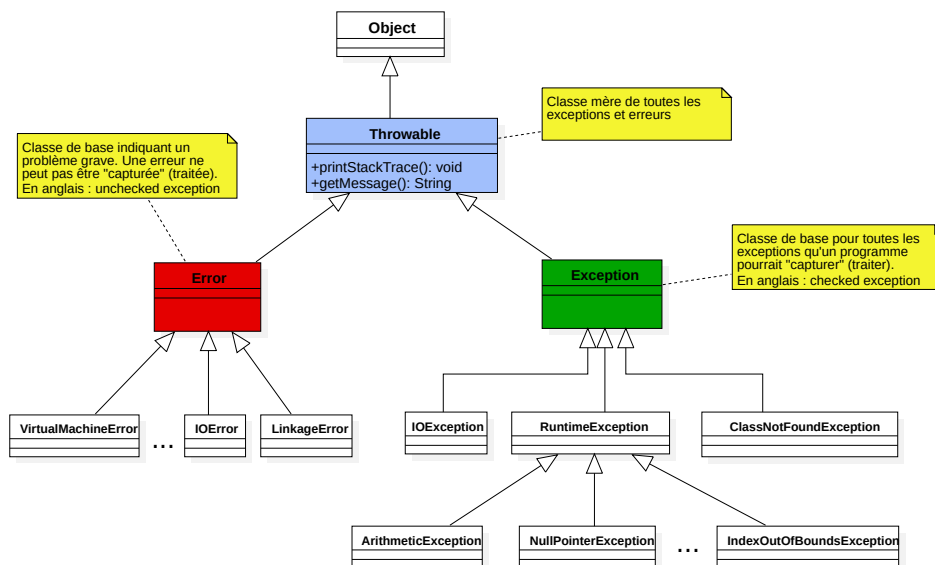 Object
Classe mère de toutes les
exceptions et erreurs
Throwable
+printStackTrace(): void
+getMessage(): String
Classe de base indiquant un
problème grave. Une erreur ne
peut pas être "capturée" (traitée).
En anglais : unchecked exception
Classe de base pour toutes les
exceptions qu'un programme
pourrait "capturer" (traiter).
En anglais : checked exception
Error
Exception
VirtualMachineError
...
IOError
LinkageError
IOException
RuntimeException
ClassNotFoundException
ArithmeticException
NullPointerException
...
IndexOutOfBoundsException